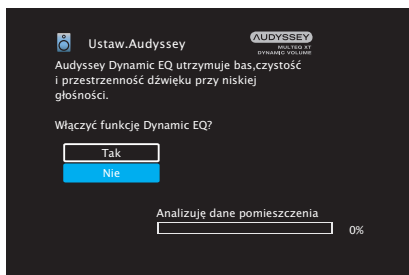 Ustaw.Audyssey
AUDYSSEY
MULTEQ XT
DYNAMIC VOLUME
Audyssey Dynamic EQ utrzymuje bas,czystość
i przestrzenność dźwięku przy niskiej
głośności.
Włączyć funkcję Dynamic EQ?
Tak
Nie
Analizuję dane pomieszczenia
0%